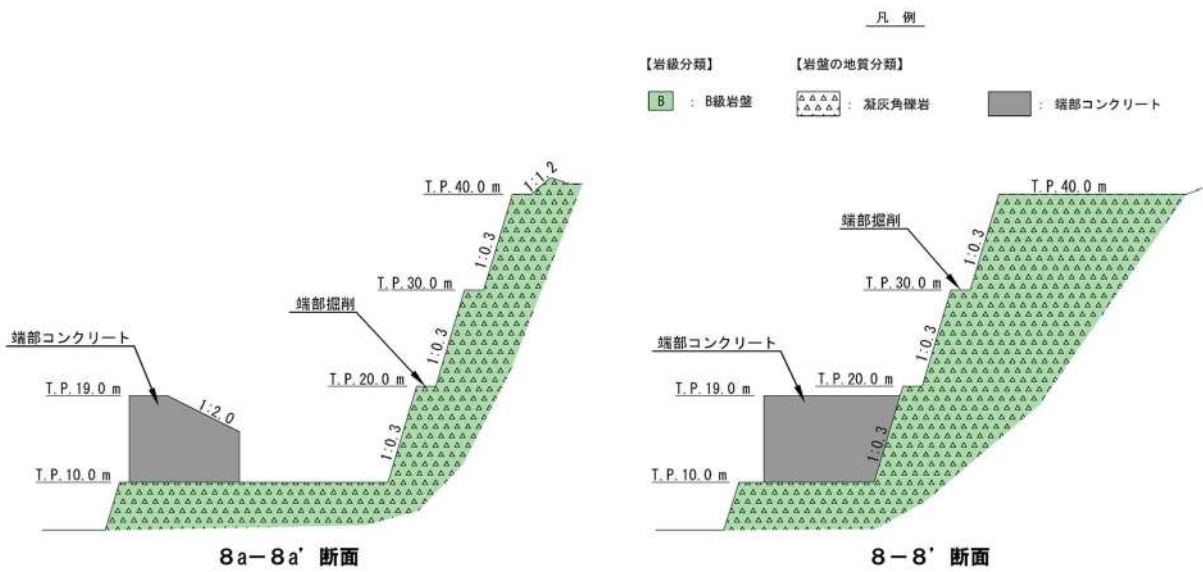 凡 例
【岩級分類】 【岩盤の地質分類】
B : B級岩盤 : 凝灰角礫岩 : 端部コンクリート
T.P.40.0 m
1:1.2
1:0.3
T.P.30.0 m
端部掘削
1:0.3
端部コンクリート
T.P.20.0 m
T.P.19.0 m
1:2.0
1:0.3
T.P.10.0 m
8a-8a' 断面
T.P.40.0 m
端部掘削
1:0.3
T.P.30.0 m
1:0.3
端部コンクリート
T.P.20.0 m
T.P.19.0 m
1:0.3
T.P.10.0 m
8-8' 断面